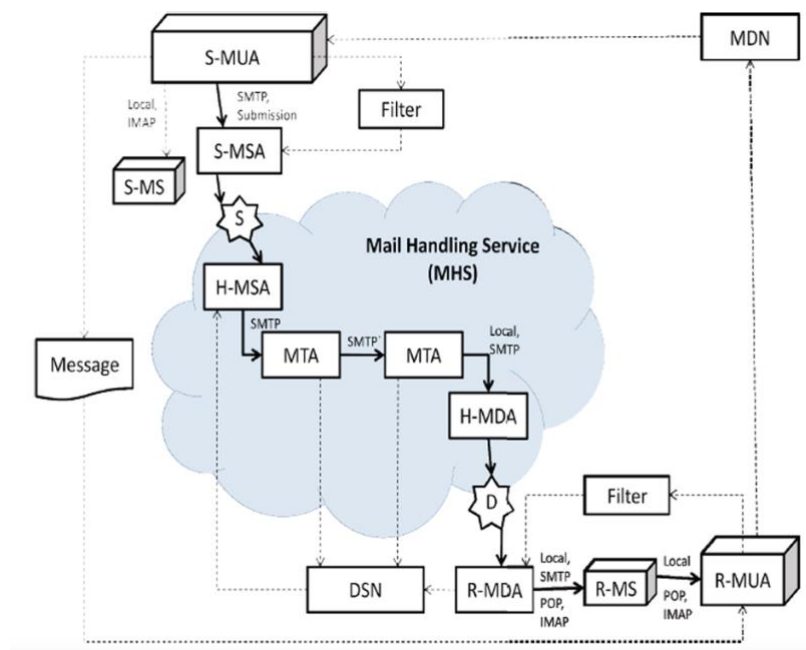 MDN
S-MUA
Local,
IMAP
SMTP,
Submission
Filter
S-MSA
S-MS
S
Mail Handling Service
(MHS)
H-MSA
SMTP
MTA
SMTP
MTA
Local,
SMTP
Message
H-MDA
D
Filter
DSN
R-MDA
Local,
SMTP
POP,
IMAP
R-MS
Local
POP,
IMAP
R-MUA